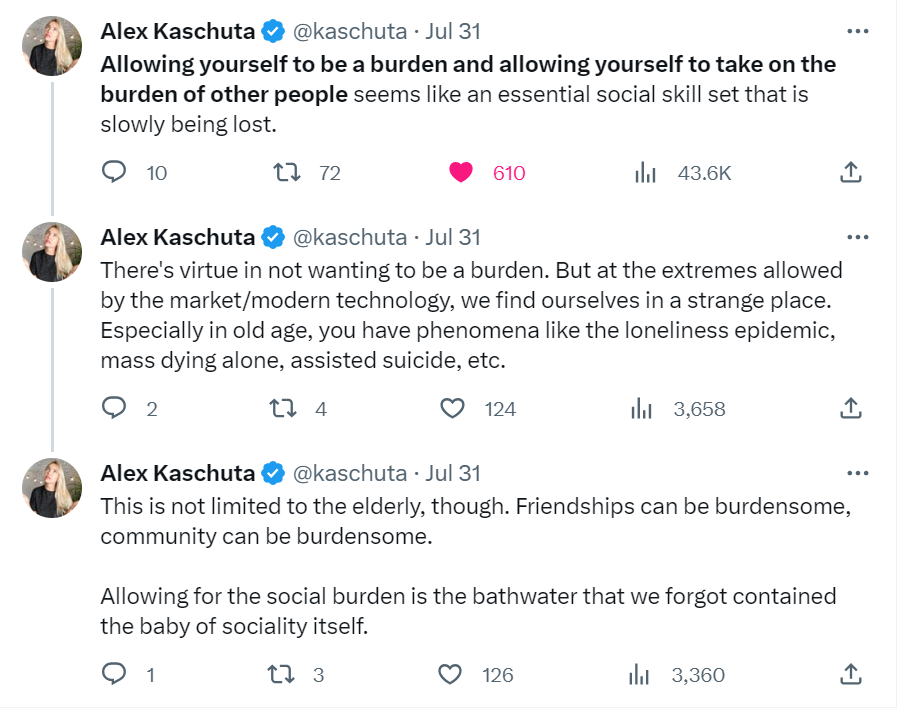 Alex Kaschuta @kaschuta · Jul 31
Allowing yourself to be a burden and allowing yourself to take on the
burden of other people seems like an essential social skill set that is
slowly being lost.
10 72 610 43.6K
Alex Kaschuta @kaschuta · Jul 31
There's virtue in not wanting to be a burden. But at the extremes allowed
by the market/modern technology, we find ourselves in a strange place.
Especially in old age, you have phenomena like the loneliness epidemic,
mass dying alone, assisted suicide, etc.
2 4 124 3,658
Alex Kaschuta @kaschuta · Jul 31
This is not limited to the elderly, though. Friendships can be burdensome,
community can be burdensome.
Allowing for the social burden is the bathwater that we forgot contained
the baby of sociality itself.
1 3 126 3,360